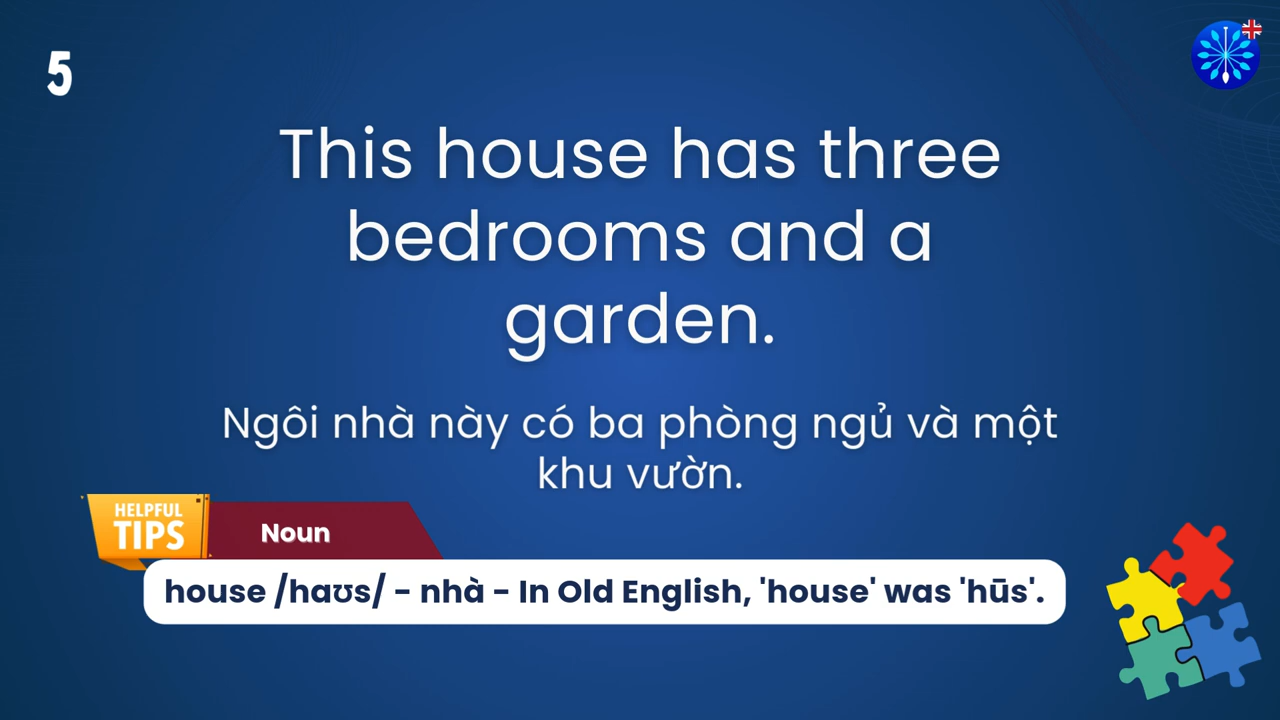 5
This house has three
bedrooms and a
garden.
Ngôi nhà này có ba phòng ngủ và một
khu vườn.
HELPFUL
TIPS
Noun
house /haʊs/ - nhà - In Old English, 'house' was 'hūs'.